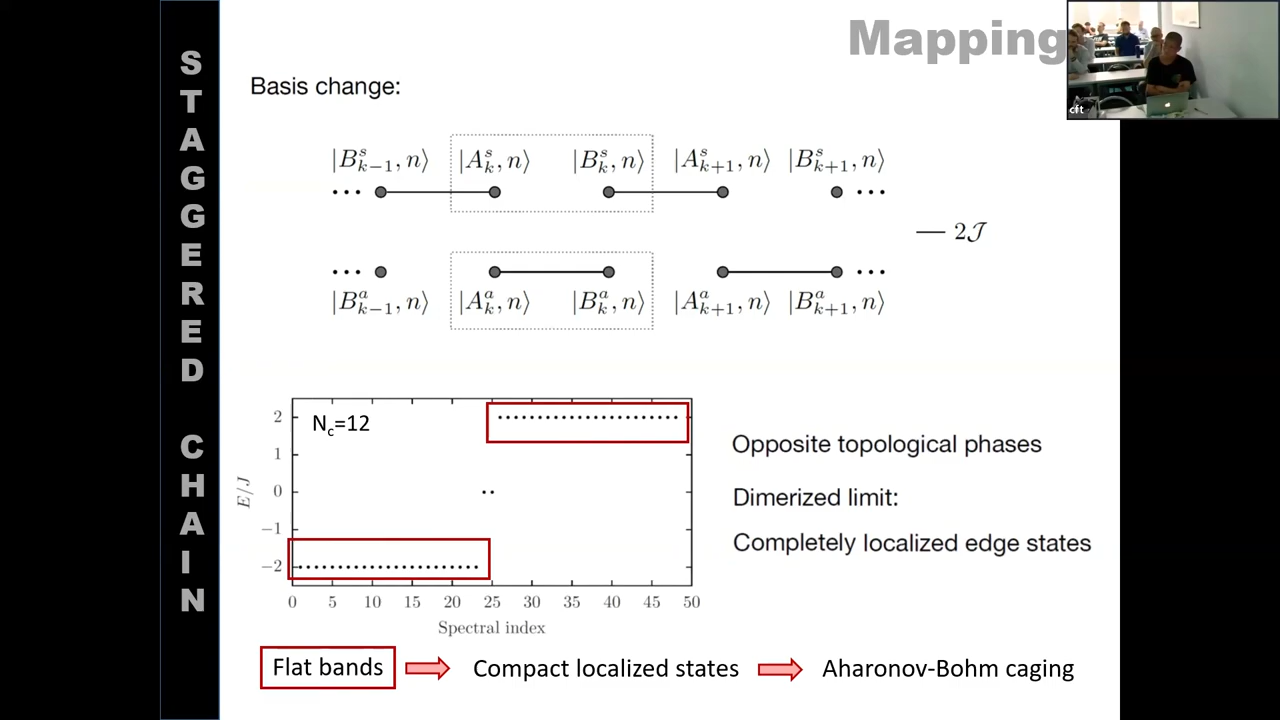 Mapping
cft
STAGGERED CHAIN
Basis change:
|B^s_{k−1}, n⟩ |A^s_k, n⟩ |B^s_k, n⟩ |A^s_{k+1}, n⟩ |B^s_{k+1}, n⟩
··· ···
— 2𝒥
··· ···
|B^a_{k−1}, n⟩ |A^a_k, n⟩ |B^a_k, n⟩ |A^a_{k+1}, n⟩ |B^a_{k+1}, n⟩
N_c=12
E/J
2
1
0
−1
−2
0 5 10 15 20 25 30 35 40 45 50
Spectral index
Opposite topological phases
Dimerized limit:
Completely localized edge states
Flat bands
Compact localized states
Aharonov-Bohm caging